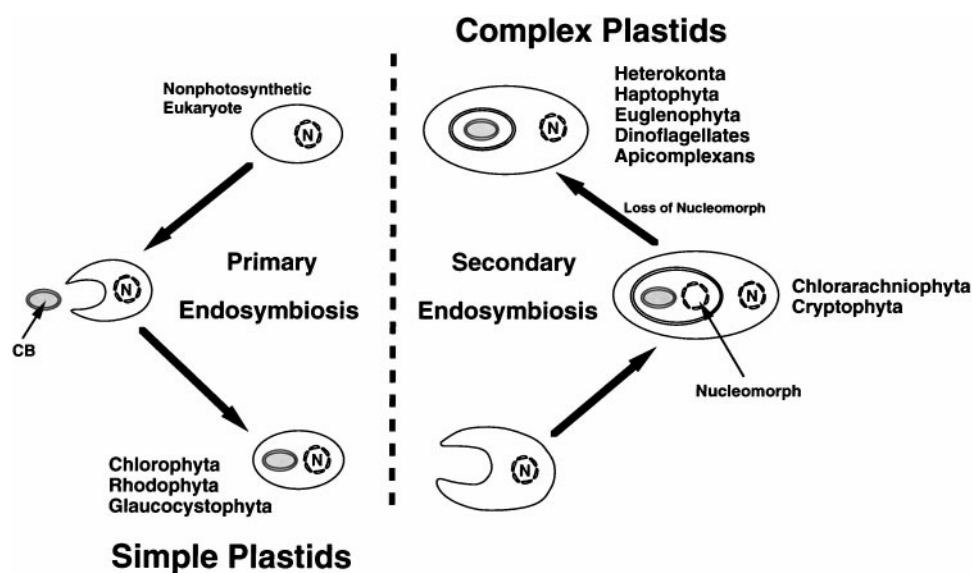 Complex Plastids
Nonphotosynthetic
Eukaryote
N
N
Heterokonta
Haptophyta
Euglenophyta
Dinoflagellates
Apicomplexans
Loss of Nucleomorph
Primary
Endosymbiosis
Secondary
Endosymbiosis
N
CB
N
Chlorarachniophyta
Cryptophyta
Nucleomorph
Chlorophyta
Rhodophyta
Glaucocystophyta
N
N
Simple Plastids